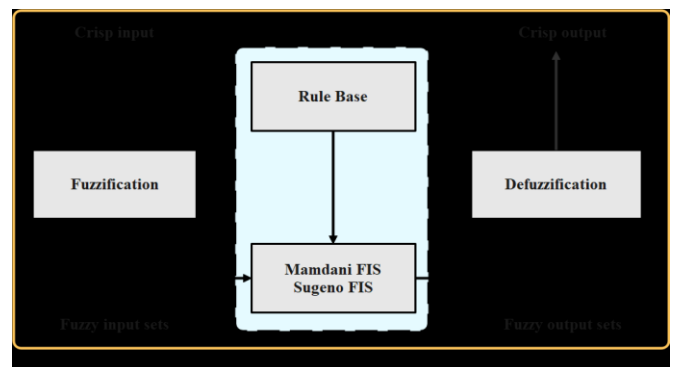 Crisp input
Crisp output
Rule Base
Fuzzification
Defuzzification
Mamdani FIS
Sugeno FIS
Fuzzy input sets
Fuzzy output sets